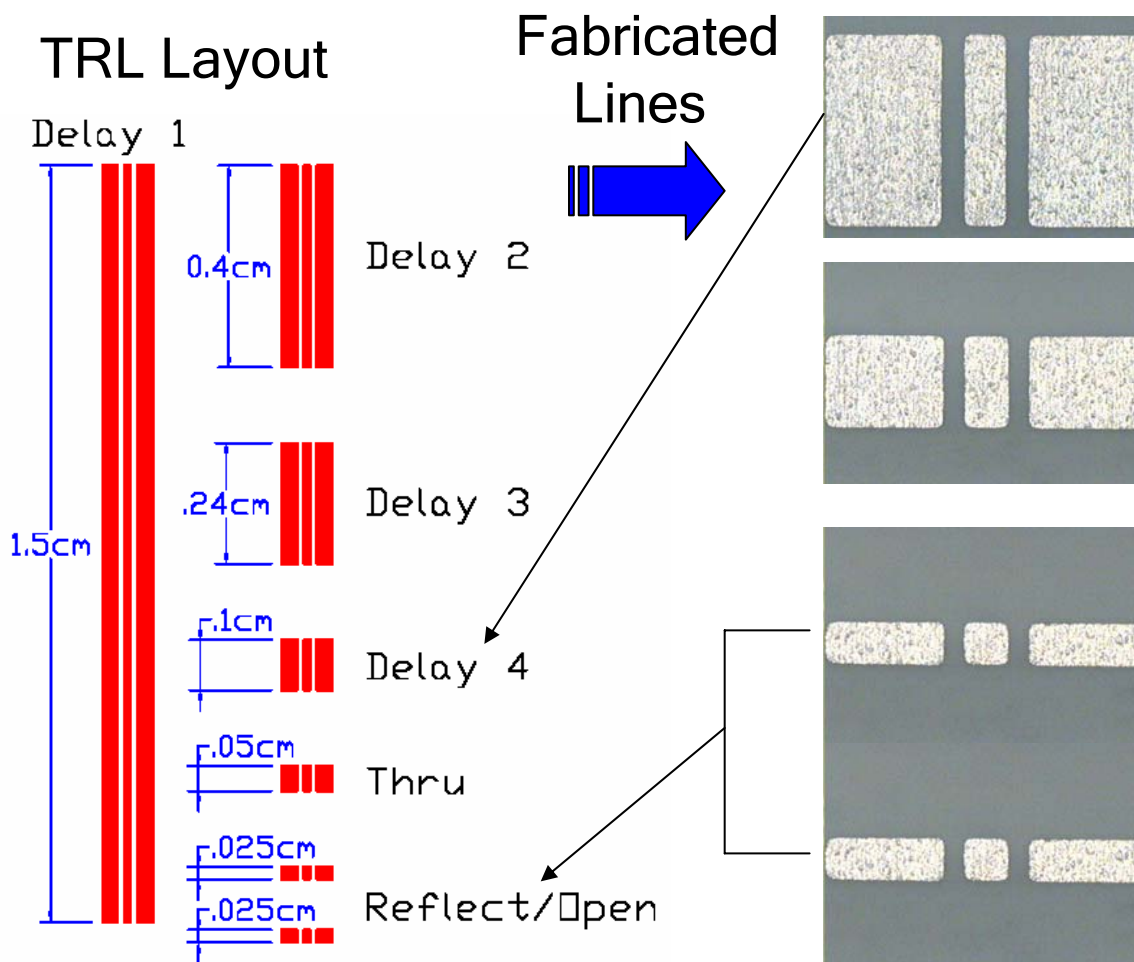 TRL Layout
Fabricated
Lines
Delay 1
0.4cm
Delay 2
.24cm
Delay 3
1.5cm
.1cm
Delay 4
.05cm
Thru
.025cm
.025cm
Reflect/Open